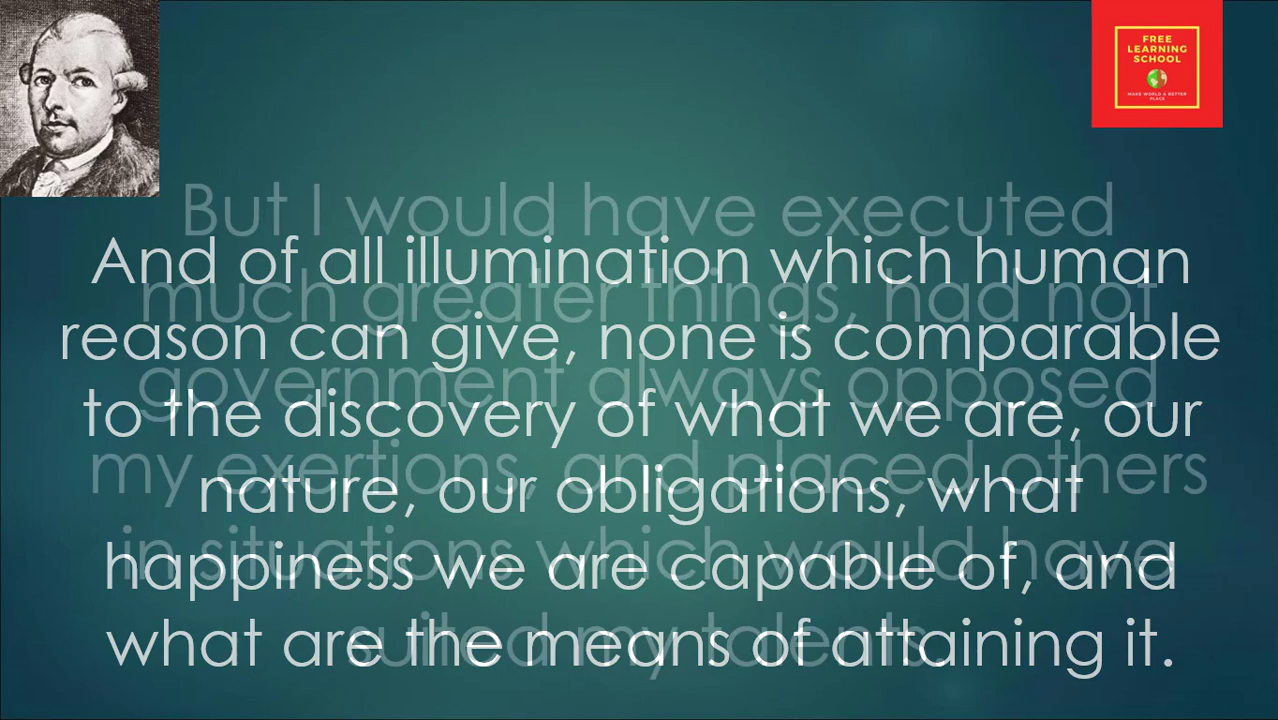 FREE
LEARNING
SCHOOL
MAKE WORLD A BETTER
PLACE
But I would have executed
much greater things, had not
government always opposed
my exertions, and placed others
in situations which would have
suited my talents.
And of all illumination which human
reason can give, none is comparable
to the discovery of what we are, our
nature, our obligations, what
happiness we are capable of, and
what are the means of attaining it.